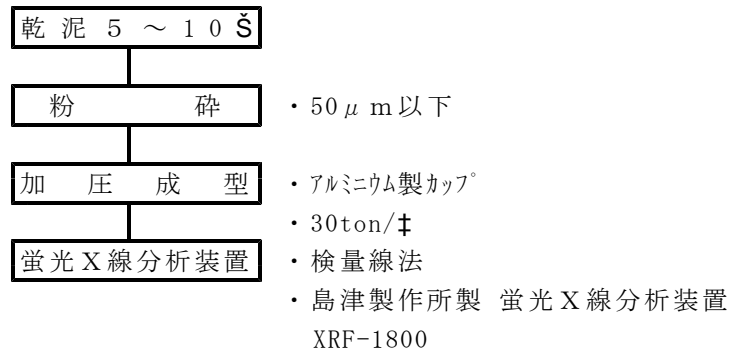 乾泥5～10Š
粉砕 ・50μm以下
加圧成型 ・ｱﾙﾐﾆｳﾑ製ｶｯﾌﾟ
・30ton/‡
蛍光X線分析装置 ・検量線法
・島津製作所製 蛍光X線分析装置
XRF-1800